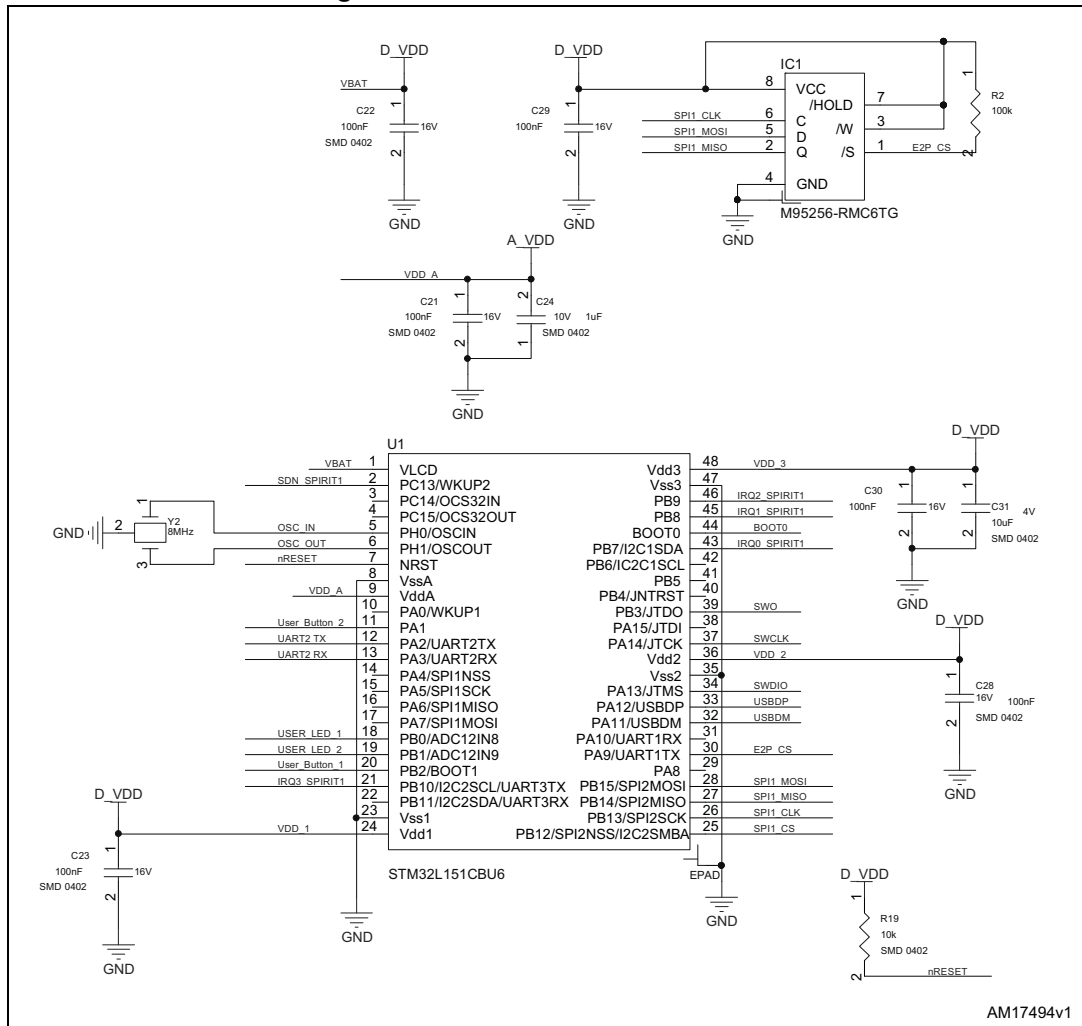 D_VDD
VBAT
C22
100nF
16V
SMD 0402
1
2
GND
D_VDD
C29
100nF
16V
SMD 0402
1
2
GND
IC1
8 VCC
/HOLD 7
SPI1_CLK 6 C
/W 3
SPI1_MOSI 5 D
SPI1_MISO 2 Q
/S 1 E2P_CS
4 GND
M95256-RMC6TG
GND
1
R2
100k
2
A_VDD
VDD_A
1
C21
100nF
16V
SMD 0402
2
2
C24
10V 1uF
SMD 0402
1
GND
U1
VBAT 1 VLCD
SDN_SPIRIT1 2 PC13/WKUP2
3 PC14/OCS32IN
4 PC15/OCS32OUT
OSC_IN 5 PH0/OSCIN
OSC_OUT 6 PH1/OSCOUT
nRESET 7 NRST
8 VssA
VDD_A 9 VddA
10 PA0/WKUP1
User_Button_2 11 PA1
UART2 TX 12 PA2/UART2TX
UART2 RX 13 PA3/UART2RX
14 PA4/SPI1NSS
15 PA5/SPI1SCK
16 PA6/SPI1MISO
17 PA7/SPI1MOSI
USER_LED_1 18 PB0/ADC12IN8
USER_LED_2 19 PB1/ADC12IN9
User_Button_1 20 PB2/BOOT1
IRQ3_SPIRIT1 21 PB10/I2C2SCL/UART3TX
22 PB11/I2C2SDA/UART3RX
23 Vss1
VDD_1 24 Vdd1
Vdd3 48 VDD_3
Vss3 47
PB9 46 IRQ2_SPIRIT1
PB8 45 IRQ1_SPIRIT1
BOOT0 44 BOOT0
PB7/I2C1SDA 43 IRQ0_SPIRIT1
PB6/IC2C1SCL 42
PB5 41
PB4/JNTRST 40
PB3/JTDO 39 SWO
PA15/JTDI 38
PA14/JTCK 37 SWCLK
Vdd2 36 VDD_2
Vss2 35
PA13/JTMS 34 SWDIO
PA12/USBDP 33 USBDP
PA11/USBDM 32 USBDM
PA10/UART1RX 31
PA9/UART1TX 30 E2P_CS
PA8 29
PB15/SPI2MOSI 28 SPI1_MOSI
PB14/SPI2MISO 27 SPI1_MISO
PB13/SPI2SCK 26 SPI1_CLK
PB12/SPI2NSS/I2C2SMBA 25 SPI1_CS
EPAD
STM32L151CBU6
GND
GND
GND 2
1
Y2
8MHz
3
D_VDD
C23
100nF
16V
SMD 0402
1
2
GND
D_VDD
1
C30
100nF
16V
2
1
C31 4V
10uF
SMD 0402
2
GND
D_VDD
1
C28
16V 100nF
SMD 0402
2
GND
D_VDD
1
R19
10k
SMD 0402
2
nRESET
AM17494v1